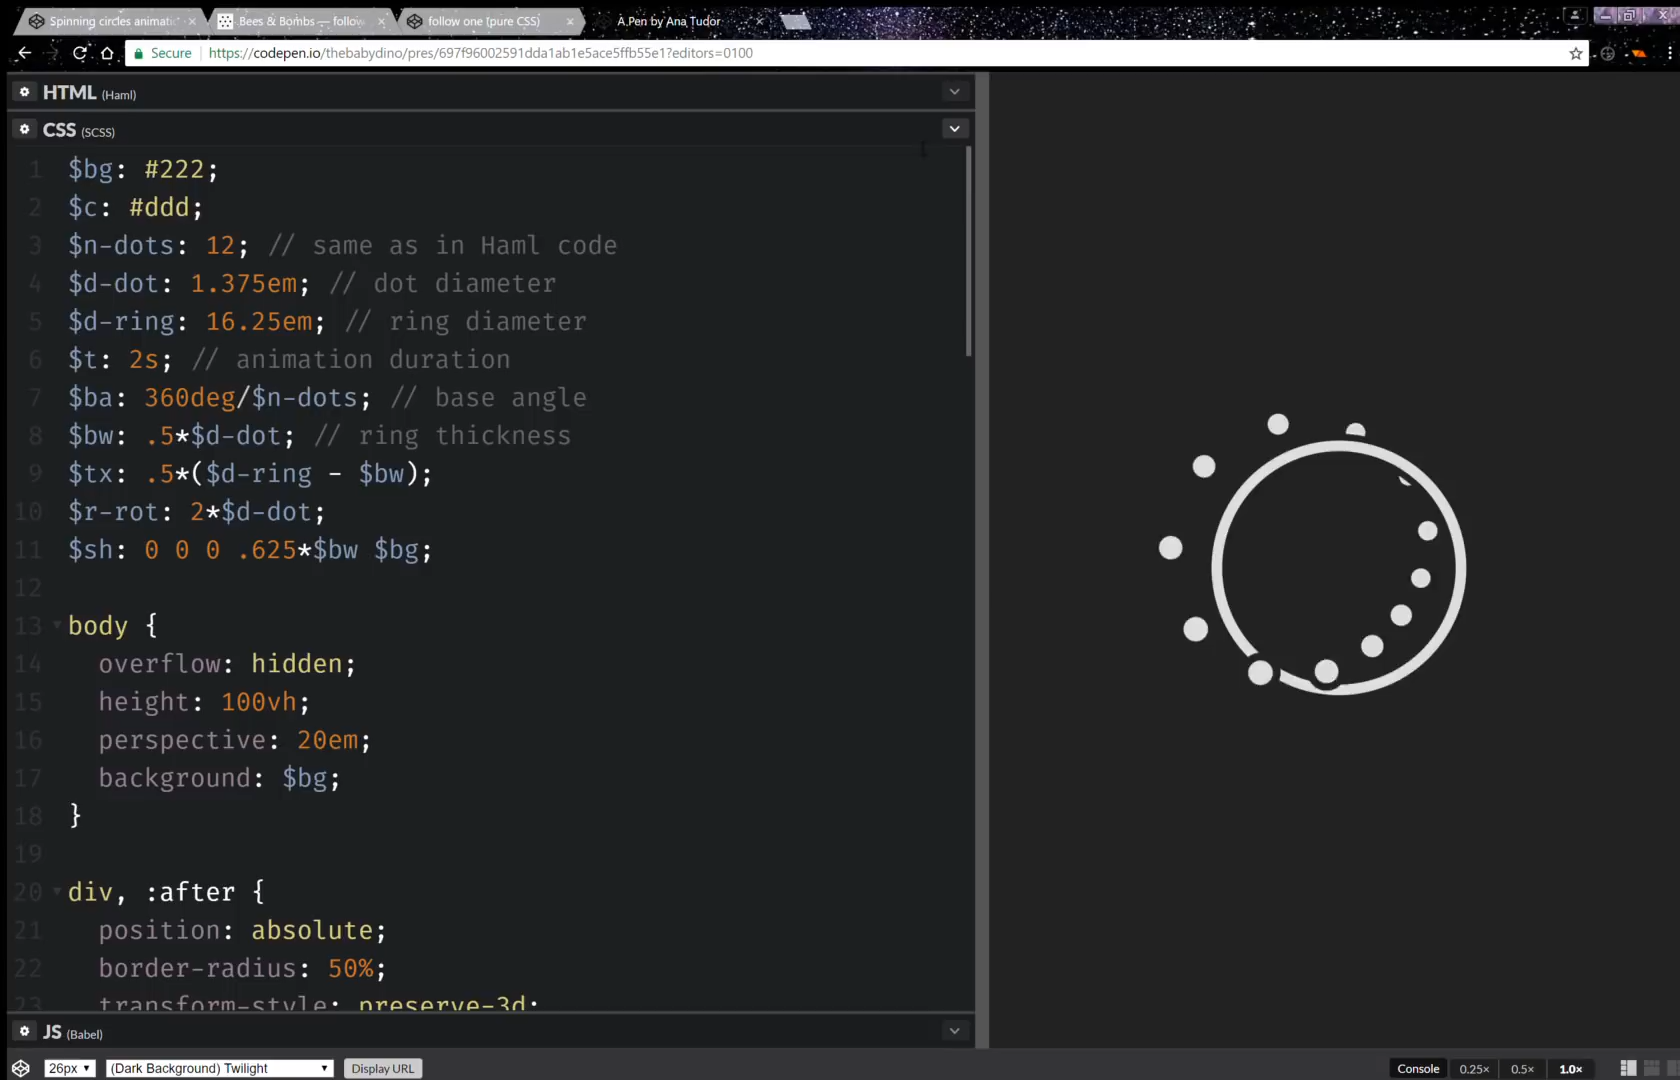 Spinning circles animatic
Bees & Bombs — follow
follow one (pure CSS)
A Pen by Ana Tudor
Secure https://codepen.io/thebabydino/pres/697f96002591dda1ab1e5ace5ffb55e1?editors=0100
HTML (Haml)
CSS (SCSS)
1 $bg: #222;
2 $c: #ddd;
3 $n-dots: 12; // same as in Haml code
4 $d-dot: 1.375em; // dot diameter
5 $d-ring: 16.25em; // ring diameter
6 $t: 2s; // animation duration
7 $ba: 360deg/$n-dots; // base angle
8 $bw: .5*$d-dot; // ring thickness
9 $tx: .5*($d-ring - $bw);
10 $r-rot: 2*$d-dot;
11 $sh: 0 0 0 .625*$bw $bg;
12
13 body {
14 overflow: hidden;
15 height: 100vh;
16 perspective: 20em;
17 background: $bg;
18 }
19
20 div, :after {
21 position: absolute;
22 border-radius: 50%;
23 transform-style: preserve-3d;
JS (Babel)
26px (Dark Background) Twilight Display URL Console 0.25× 0.5× 1.0×